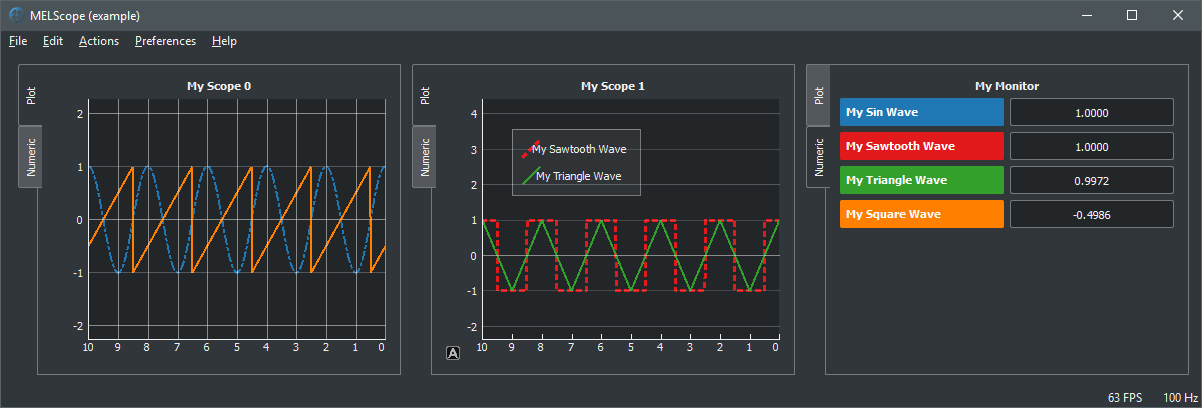 MELScope (example)
File Edit Actions Preferences Help
Plot
Numeric
My Scope 0
2
1
0
-1
-2
10 9 8 7 6 5 4 3 2 1 0
Plot
Numeric
My Scope 1
4
3
2
1
0
-1
-2
My Sawtooth Wave
My Triangle Wave
A
10 9 8 7 6 5 4 3 2 1 0
Plot
Numeric
My Monitor
My Sin Wave 1.0000
My Sawtooth Wave 1.0000
My Triangle Wave 0.9972
My Square Wave -0.4986
63 FPS 100 Hz